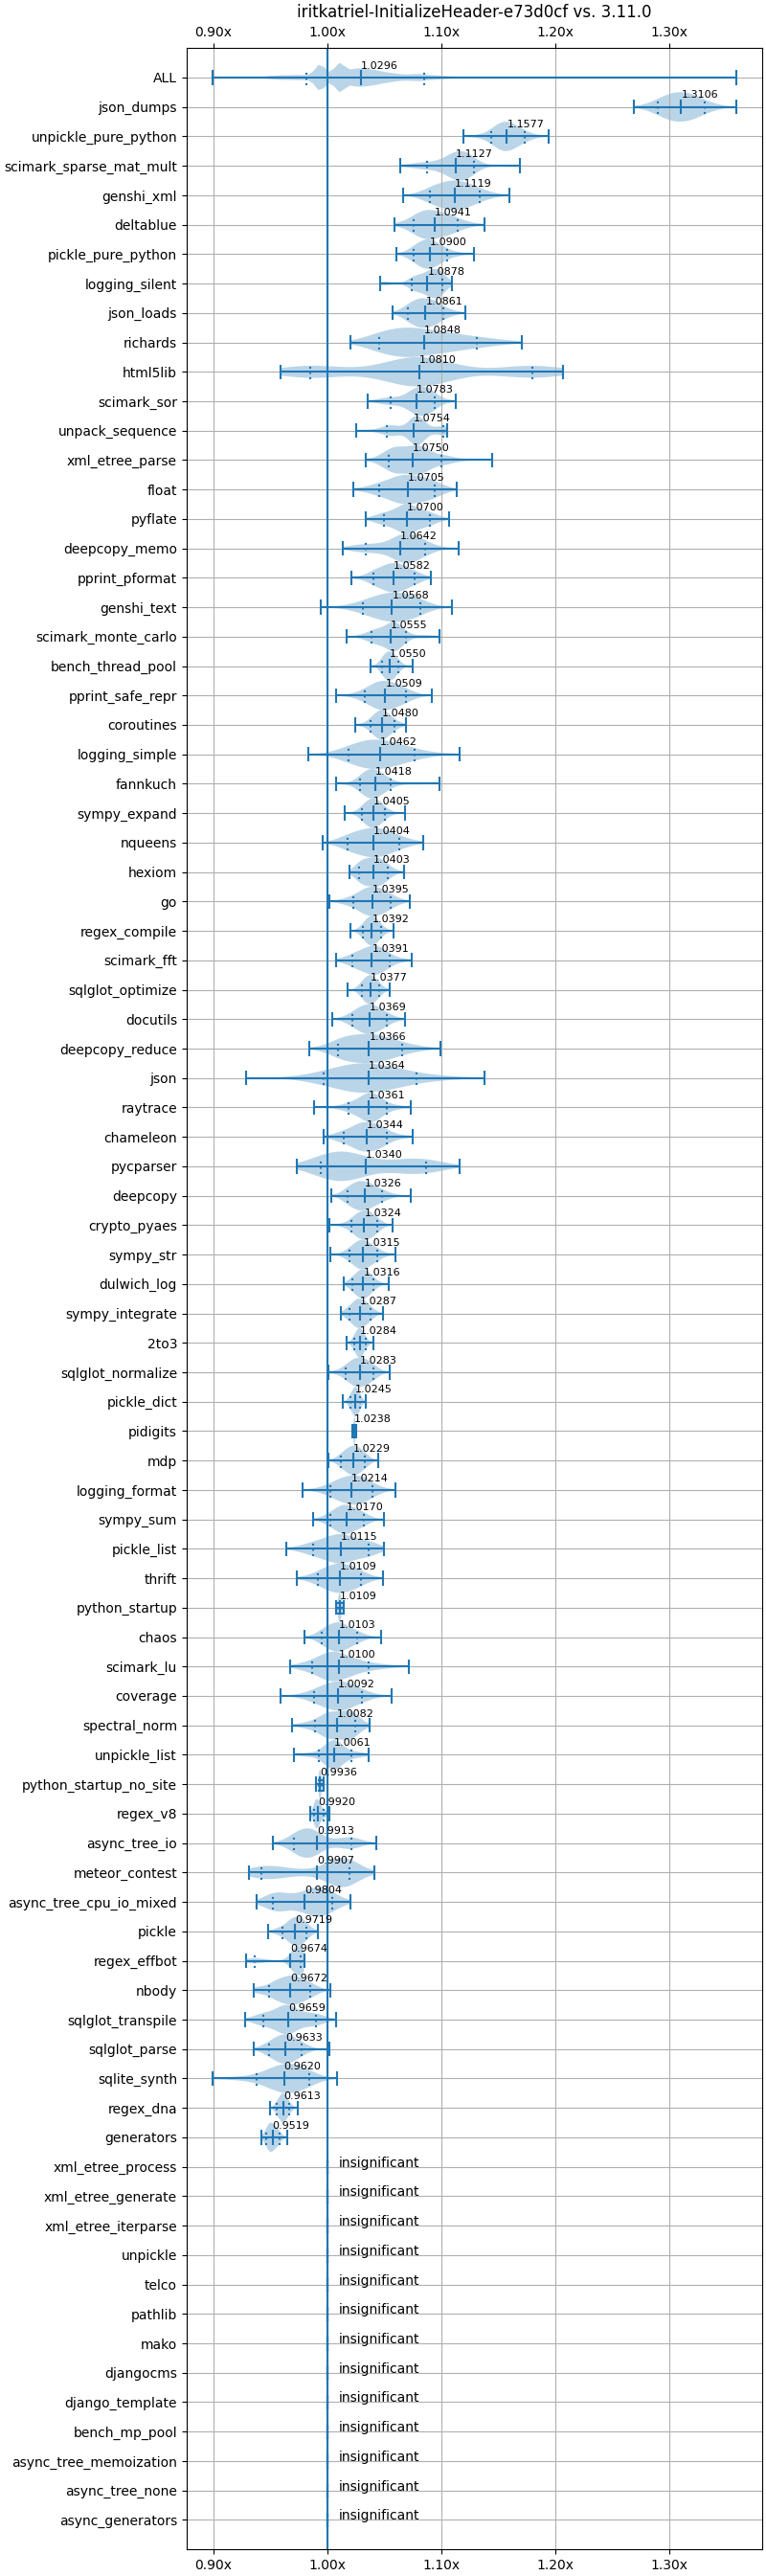 iritkatriel-InitializeHeader-e73d0cf vs. 3.11.0
0.90x 1.00x 1.10x 1.20x 1.30x
ALL 1.0296
json_dumps 1.3106
unpickle_pure_python 1.1577
scimark_sparse_mat_mult 1.1127
genshi_xml 1.1119
deltablue 1.0941
pickle_pure_python 1.0900
logging_silent 1.0878
json_loads 1.0861
richards 1.0848
html5lib 1.0810
scimark_sor 1.0783
unpack_sequence 1.0754
xml_etree_parse 1.0750
float 1.0705
pyflate 1.0700
deepcopy_memo 1.0642
pprint_pformat 1.0582
genshi_text 1.0568
scimark_monte_carlo 1.0555
bench_thread_pool 1.0550
pprint_safe_repr 1.0509
coroutines 1.0480
logging_simple 1.0462
fannkuch 1.0418
sympy_expand 1.0405
nqueens 1.0404
hexiom 1.0403
go 1.0395
regex_compile 1.0392
scimark_fft 1.0391
sqlglot_optimize 1.0377
docutils 1.0369
deepcopy_reduce 1.0366
json 1.0364
raytrace 1.0361
chameleon 1.0344
pycparser 1.0340
deepcopy 1.0326
crypto_pyaes 1.0324
sympy_str 1.0315
dulwich_log 1.0316
sympy_integrate 1.0287
2to3 1.0284
sqlglot_normalize 1.0283
pickle_dict 1.0245
pidigits 1.0238
mdp 1.0229
logging_format 1.0214
sympy_sum 1.0170
pickle_list 1.0115
thrift 1.0109
python_startup 1.0109
chaos 1.0103
scimark_lu 1.0100
coverage 1.0092
spectral_norm 1.0082
unpickle_list 1.0061
python_startup_no_site 0.9936
regex_v8 0.9920
async_tree_io 0.9913
meteor_contest 0.9907
async_tree_cpu_io_mixed 0.9804
pickle 0.9719
regex_effbot 0.9674
nbody 0.9672
sqlglot_transpile 0.9659
sqlglot_parse 0.9633
sqlite_synth 0.9620
regex_dna 0.9613
generators 0.9519
xml_etree_process insignificant
xml_etree_generate insignificant
xml_etree_iterparse insignificant
unpickle insignificant
telco insignificant
pathlib insignificant
mako insignificant
djangocms insignificant
django_template insignificant
bench_mp_pool insignificant
async_tree_memoization insignificant
async_tree_none insignificant
async_generators insignificant
0.90x 1.00x 1.10x 1.20x 1.30x